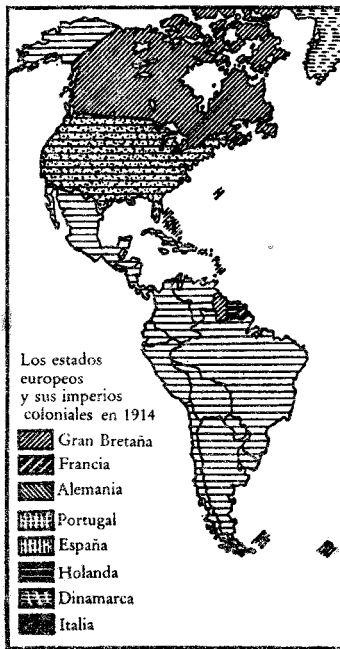 Los estados
europeos
y sus imperios
coloniales en 1914
Gran Bretaña
Francia
Alemania
Portugal
España
Holanda
Dinamarca
Italia